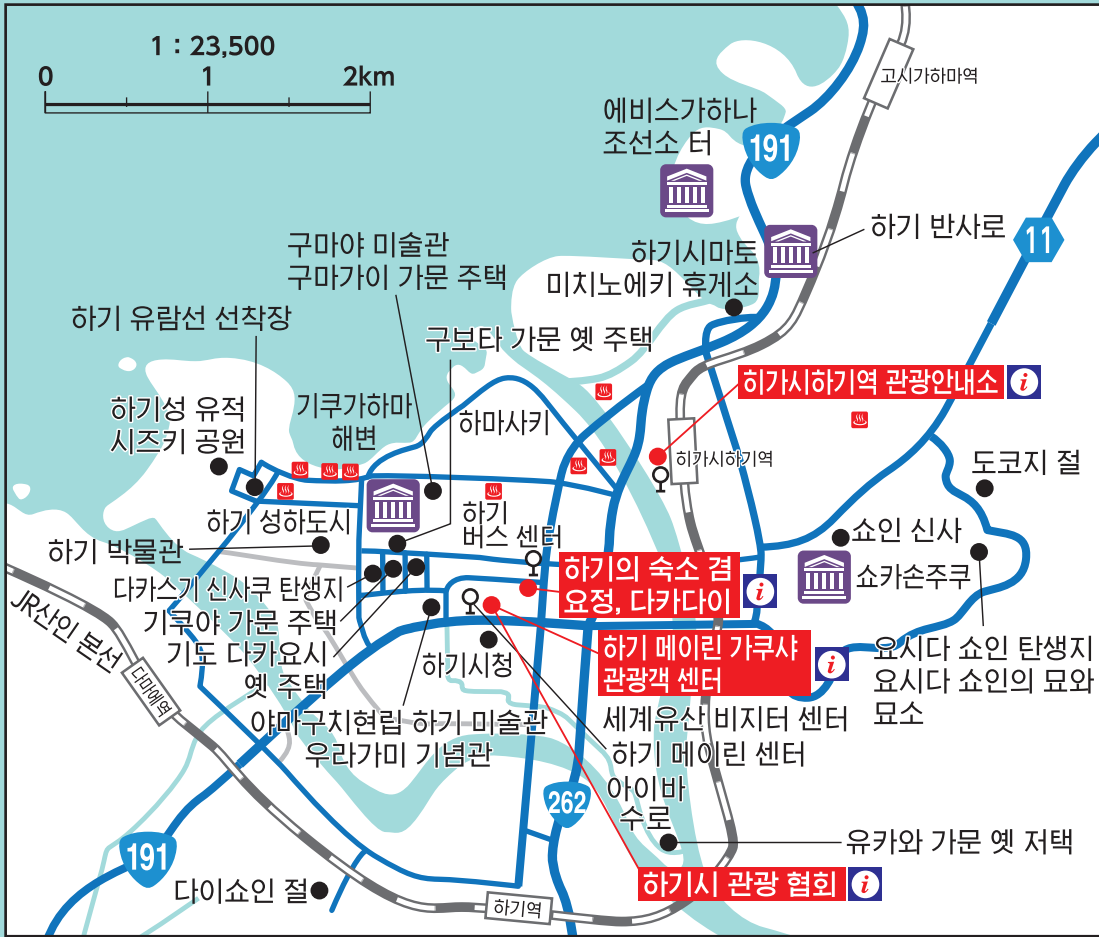 1 : 23,500
0 1 2km
고시가하마역
에비스가하나
조선소 터
191
11
하기 반사로
구마야 미술관
구마가이 가문 주택
하기시마토
미치노에키 휴게소
하기 유람선 선착장
구보타 가문 옛 주택
히가시하기역 관광안내소
i
하기성 유적
시즈키 공원
기쿠가하마
해변
하마사키
히가시하기역
도코지 절
하기 성하도시
하기
버스 센터
쇼인 신사
하기 박물관
쇼카손주쿠
하기의 숙소 겸
요정, 다카다이
i
다카스기 신사쿠 탄생지
기쿠야 가문 주택
기도 다카요시
옛 주택
JR산인 본선
다마에역
하기시청
하기 메이린 가쿠샤
관광객 센터
i
요시다 쇼인 탄생지
요시다 쇼인의 묘와
묘소
야마구치현립 하기 미술관
우라가미 기념관
세계유산 비지터 센터
하기 메이린 센터
아이바
수로
262
191
유카와 가문 옛 저택
다이쇼인 절
하기시 관광 협회
i
하기역